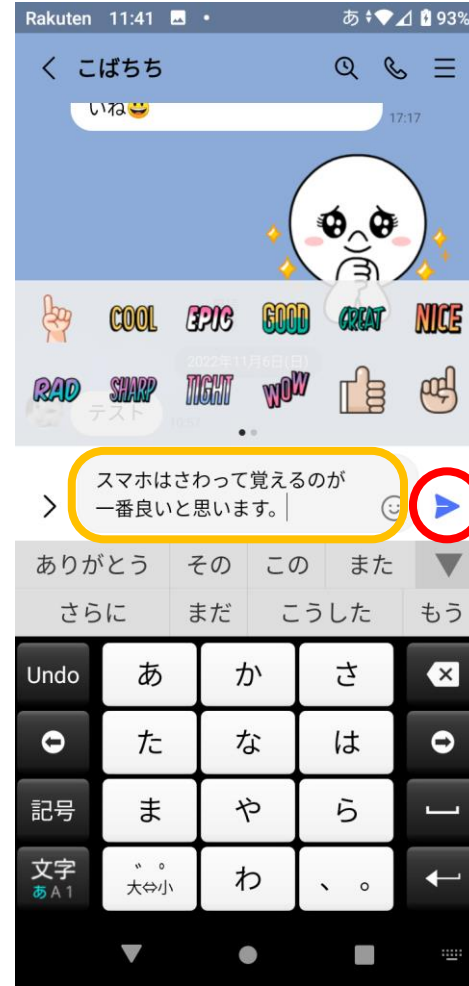 Rakuten 11:41 あ 93%
こばちち
いね😃
17:17
COOL EPIC GOOD GREAT NICE
2022年11月6日(日)
RAD SHARP TIGHT WOW
テスト
10:57
スマホはさわって覚えるのが
一番良いと思います。
ありがとう その この また
さらに まだ こうした もう
Undo あ か さ
た な は
記号 ま や ら
文字 あA1 大⇔小 わ 、。